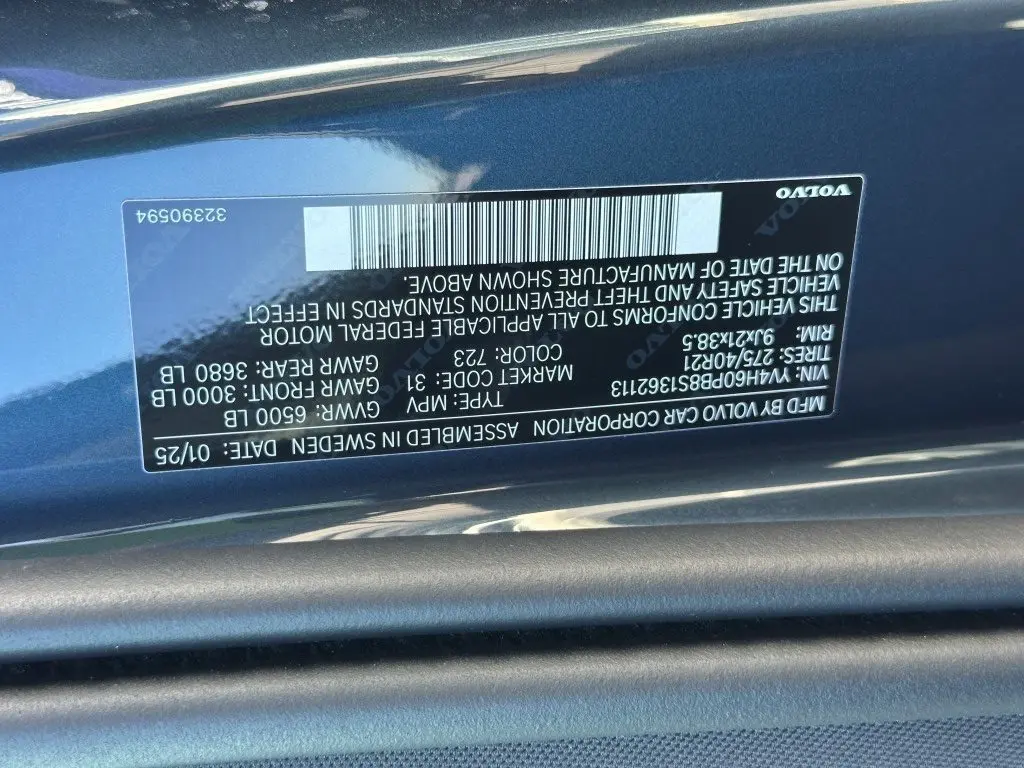 MFD BY VOLVO CAR CORPORATION ASSEMBLED IN SWEDEN DATE: 01/25
VIN: YV4H60PB8S1362113 TYPE: MPV GVWR: 6500 LB
TIRES: 275/40R21 MARKET CODE: 31 GAWR FRONT: 3000 LB
RIM: 9Jx21x38.5 COLOR: 723 GAWR REAR: 3680 LB
THIS VEHICLE CONFORMS TO ALL APPLICABLE FEDERAL MOTOR
VEHICLE SAFETY AND THEFT PREVENTION STANDARDS IN EFFECT
ON THE DATE OF MANUFACTURE SHOWN ABOVE.
VOLVO 32390594